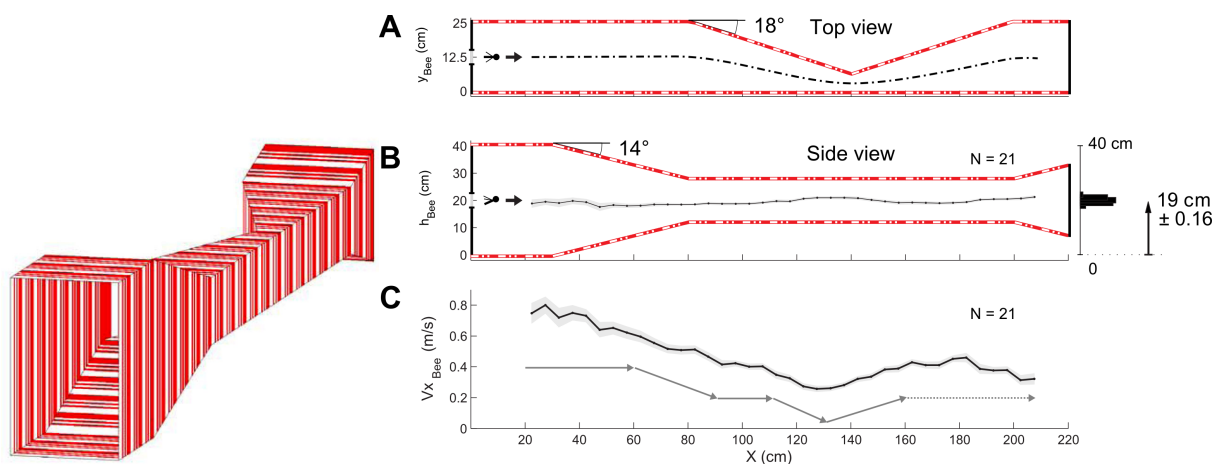 A
y_Bee (cm)
25
12.5
0
18°
Top view
B
h_Bee (cm)
40
30
20
10
0
14°
Side view
N = 21
40 cm
19 cm
± 0.16
0
C
Vx_Bee (m/s)
0.8
0.6
0.4
0.2
0
N = 21
0 20 40 60 80 100 120 140 160 180 200 220
X (cm)